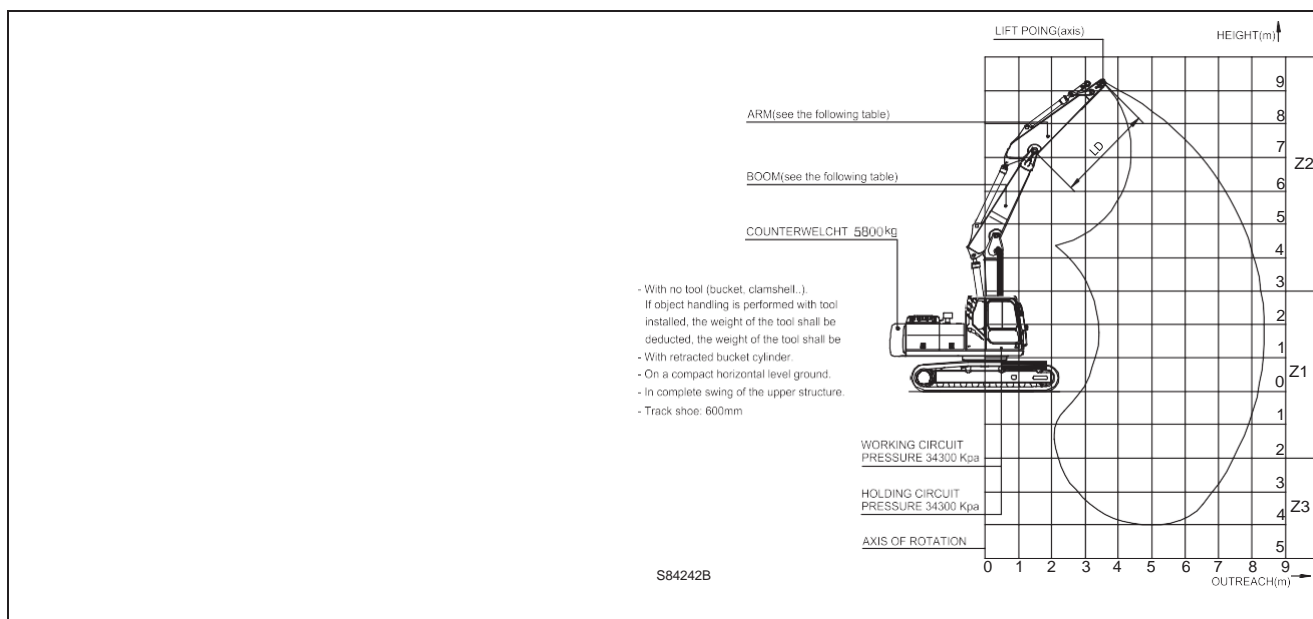 LIFT POING(axis)
HEIGHT(m)
ARM(see the following table)
LD
BOOM(see the following table)
COUNTERWELCHT 5800kg
- With no tool (bucket, clamshell..).
If object handling is performed with tool
installed, the weight of the tool shall be
deducted, the weight of the tool shall be
- With retracted bucket cylinder.
- On a compact horizontal level ground.
- In complete swing of the upper structure.
- Track shoe: 600mm
WORKING CIRCUIT
PRESSURE 34300 Kpa
HOLDING CIRCUIT
PRESSURE 34300 Kpa
AXIS OF ROTATION
9
8
7
6
5
4
3
2
1
0
1
2
3
4
5
Z2
Z1
Z3
0 1 2 3 4 5 6 7 8 9
OUTREACH(m)
S84242B